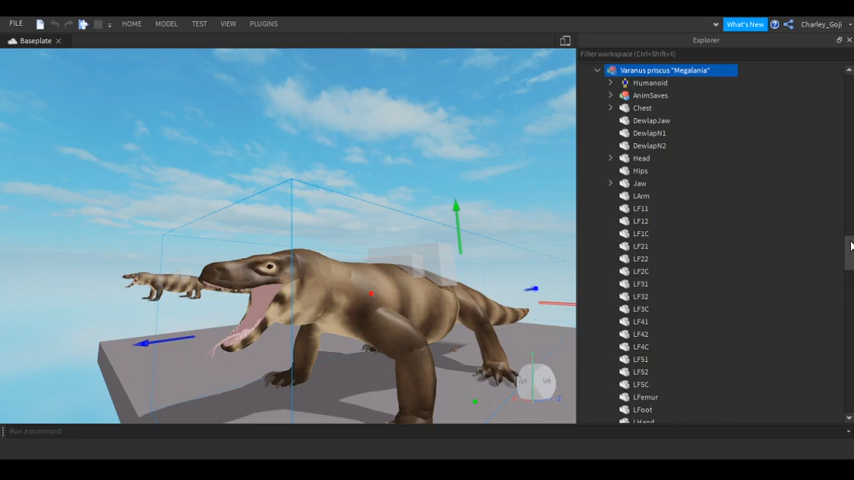 FILE HOME MODEL TEST VIEW PLUGINS What's New Charley_Goji
Baseplate Explorer
Filter workspace (Ctrl+Shift+X)
Varanus priscus "Megalania"
Humanoid
AnimSaves
Chest
DewlapJaw
DewlapN1
DewlapN2
Head
Hips
Jaw
LArm
LF11
LF12
LF1C
LF21
LF22
LF2C
LF31
LF32
LF3C
LF41
LF42
LF4C
LF51
LF52
LF5C
LFemur
LFoot
LHand
Run a command